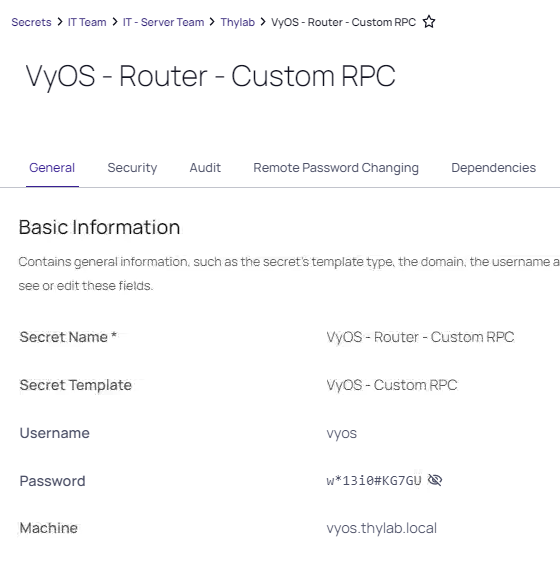 Secrets > IT Team > IT - Server Team > Thylab > VyOS - Router - Custom RPC
VyOS - Router - Custom RPC
General Security Audit Remote Password Changing Dependencies
Basic Information
Contains general information, such as the secret's template type, the domain, the username a
see or edit these fields.
Secret Name * VyOS - Router - Custom RPC
Secret Template VyOS - Custom RPC
Username vyos
Password w*13i0#KG7GU
Machine vyos.thylab.local